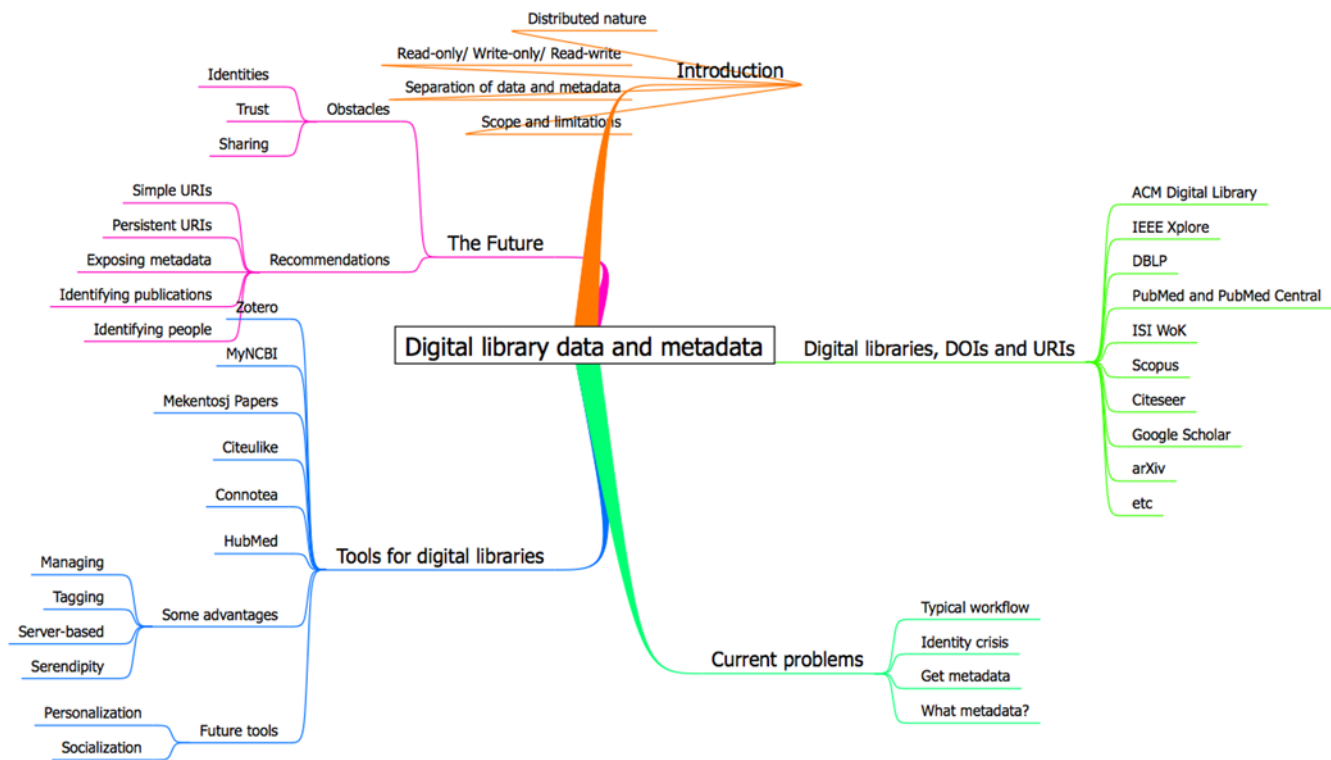 Distributed nature
Read-only/ Write-only/ Read-write
Introduction
Separation of data and metadata
Scope and limitations
Identities
Trust
Sharing
Obstacles
Simple URIs
Persistent URIs
Exposing metadata
Identifying publications
Identifying people
Recommendations
The Future
Digital library data and metadata
Digital libraries, DOIs and URIs
ACM Digital Library
IEEE Xplore
DBLP
PubMed and PubMed Central
ISI WoK
Scopus
Citeseer
Google Scholar
arXiv
etc
Zotero
MyNCBI
Mekentosj Papers
Citeulike
Connotea
HubMed
Tools for digital libraries
Managing
Tagging
Server-based
Serendipity
Some advantages
Personalization
Socialization
Future tools
Current problems
Typical workflow
Identity crisis
Get metadata
What metadata?